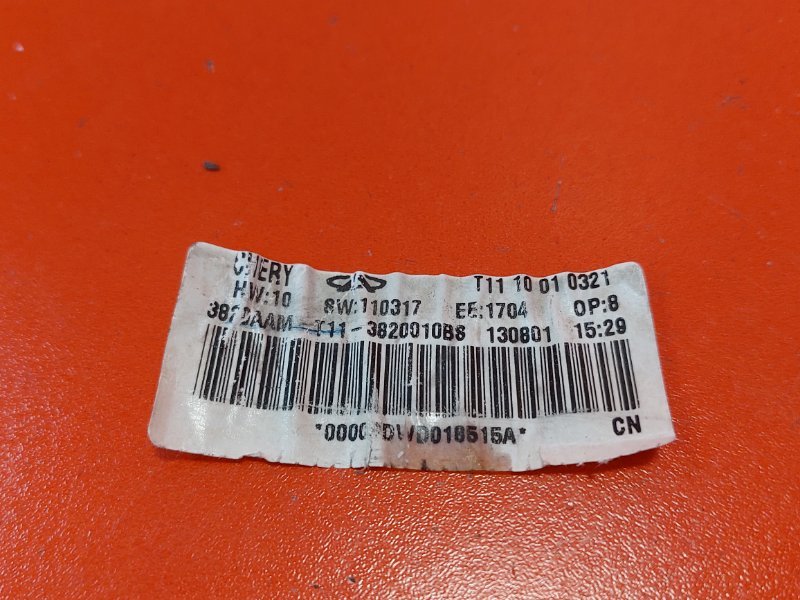 CHERY T11 10 01 0321
HW:10 SW:110317 EE:1704 OP:8
T11-3820010BS 130801 15:29
CN